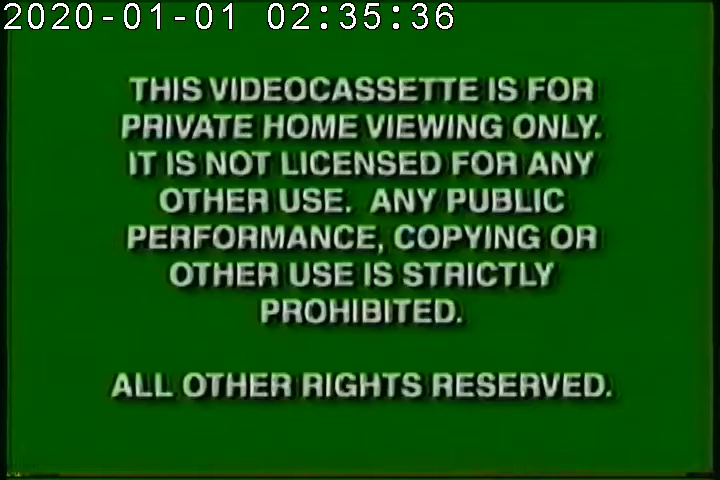 2020-01-01 02:35:36
THIS VIDEOCASSETTE IS FOR
PRIVATE HOME VIEWING ONLY.
IT IS NOT LICENSED FOR ANY
OTHER USE.  ANY PUBLIC
PERFORMANCE, COPYING OR
OTHER USE IS STRICTLY
PROHIBITED.
ALL OTHER RIGHTS RESERVED.